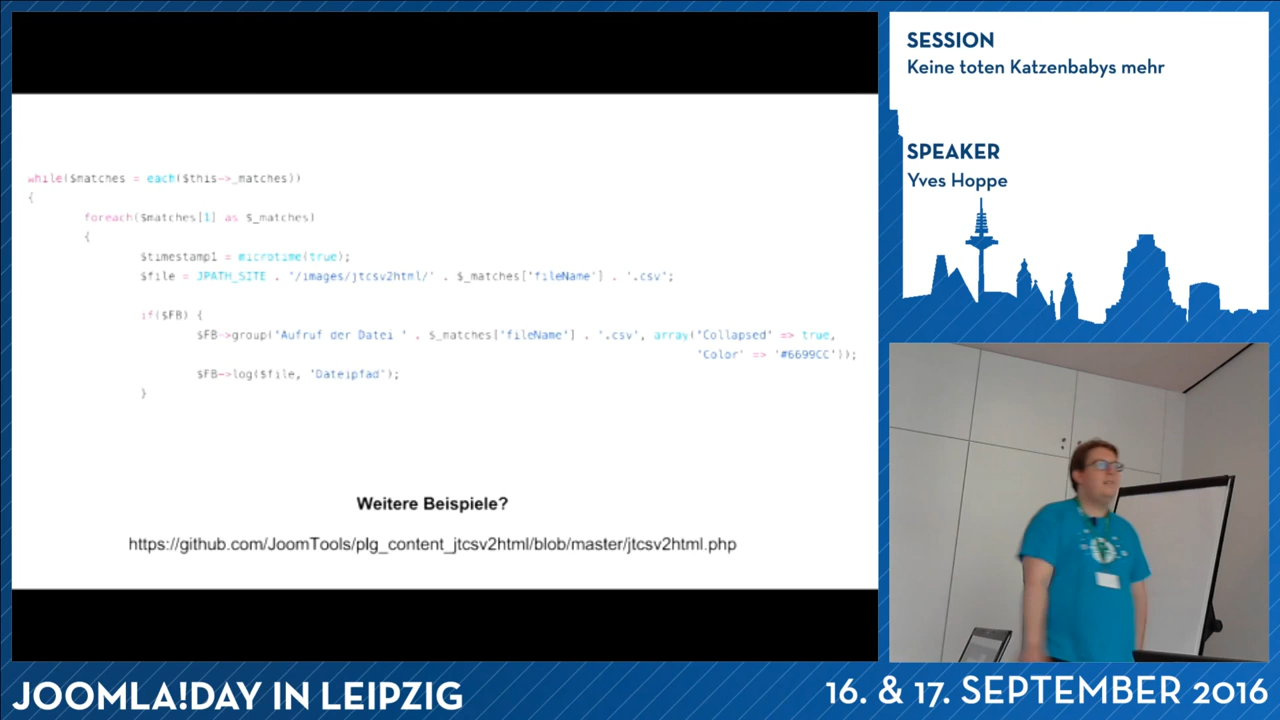 while($matches = each($this->_matches))
{
foreach($matches[1] as $_matches)
{
$timestamp1 = microtime(true);
$file = JPATH_SITE . '/images/jtcsv2html/' . $_matches['fileName'] . '.csv';
if($FB) {
$FB->group('Aufruf der Datei ' . $_matches['fileName'] . '.csv', array('Collapsed' => true,
'Color' => '#6699CC'));
$FB->log($file, 'Dateipfad');
}
Weitere Beispiele?
https://github.com/JoomTools/plg_content_jtcsv2html/blob/master/jtcsv2html.php
SESSION
Keine toten Katzenbabys mehr
SPEAKER
Yves Hoppe
JOOMLA!DAY IN LEIPZIG
16. & 17. SEPTEMBER 2016